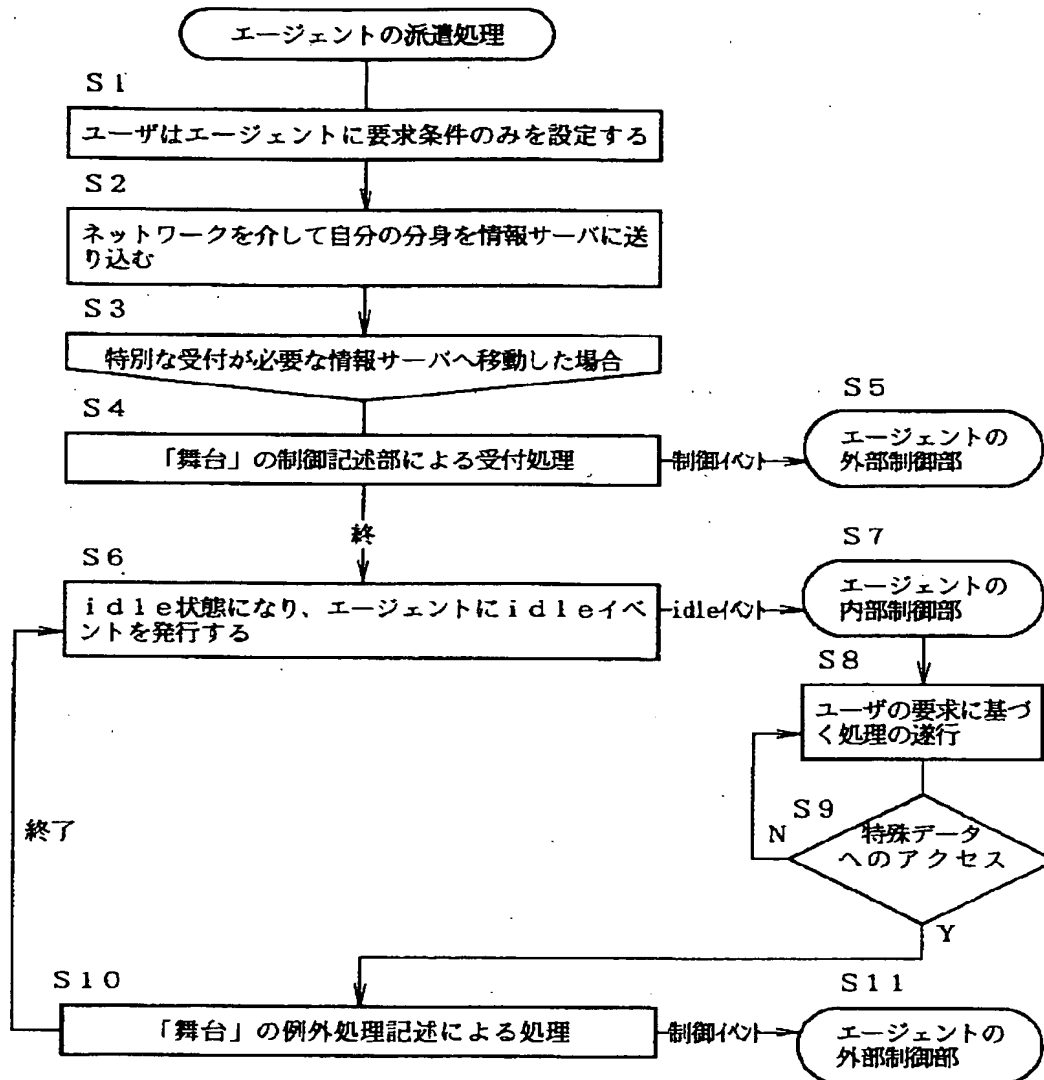 エージェントの派遣処理
S1
ユーザはエージェントに要求条件のみを設定する
S2
ネットワークを介して自分の分身を情報サーバに送
り込む
S3
特別な受付が必要な情報サーバへ移動した場合
S4
「舞台」の制御記述部による受付処理
制御イベント
S5
エージェントの
外部制御部
終
S6
idle状態になり、エージェントにidleイベ
ントを発行する
idleイベント
S7
エージェントの
内部制御部
S8
ユーザの要求に基づ
く処理の遂行
S9
特殊データ
へのアクセス
N
Y
終了
S10
「舞台」の例外処理記述による処理
制御イベント
S11
エージェントの
外部制御部